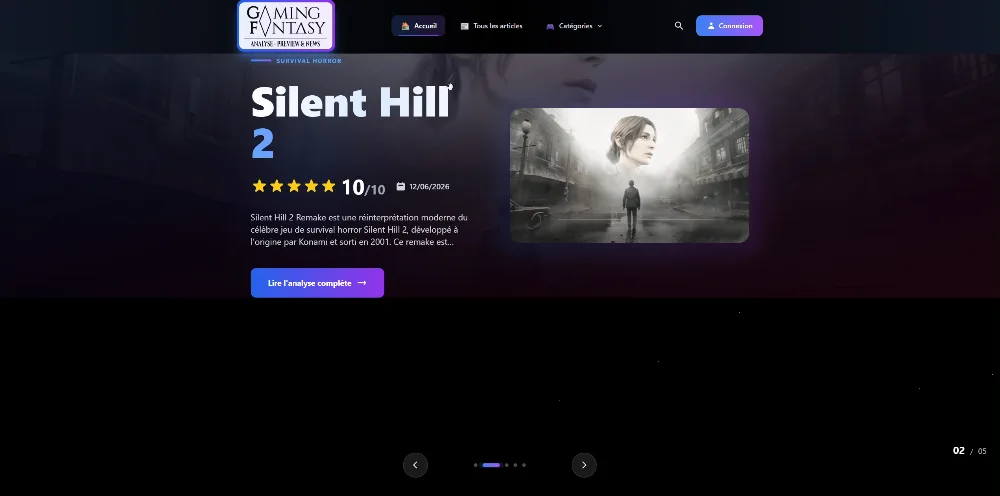 GAMING
FANTASY
ANALYSE - PREVIEW & NEWS
Accueil
Tous les articles
Catégories
Connexion
SURVIVAL HORROR
Silent Hill
2
10/10
12/06/2026
Silent Hill 2 Remake est une réinterprétation moderne du
célèbre jeu de survival horror Silent Hill 2, développé à
l'origine par Konami et sorti en 2001. Ce remake est...
Lire l'analyse complète
02 / 05